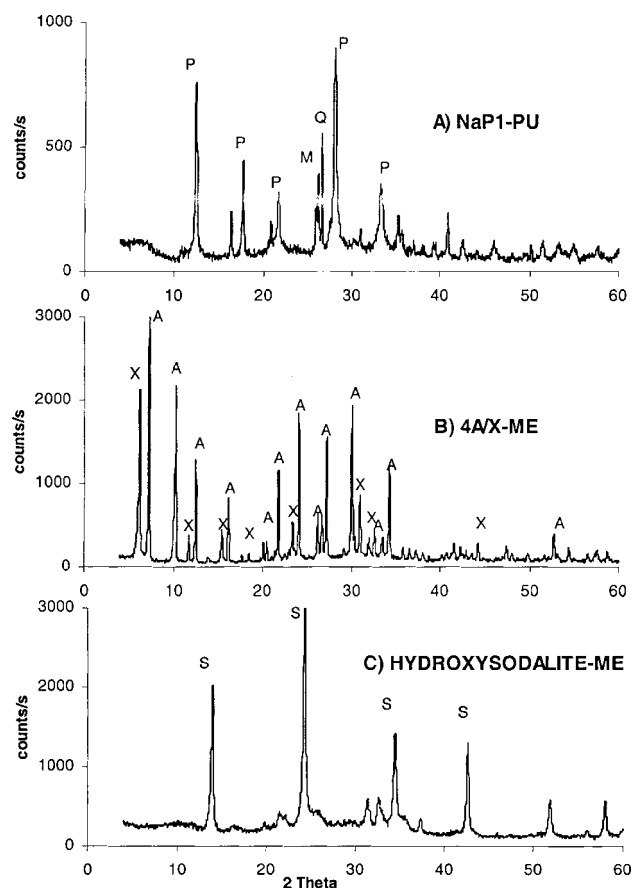 1000
P
P
A) NaP1-PU
Q
500
P
M
P
P
counts/s
0
0 10 20 30 40 50 60
3000
A
X
A
A
A
2000
B) 4A/X-ME
A
A
A
A
X
1000
A
X
X X X A A X A X A
counts/s
0
0 10 20 30 40 50 60
3000
S
C) HYDROXYSODALITE-ME
S
2000
S
S
1000
counts/s
0
0 10 20 30 40 50 60
2 Theta